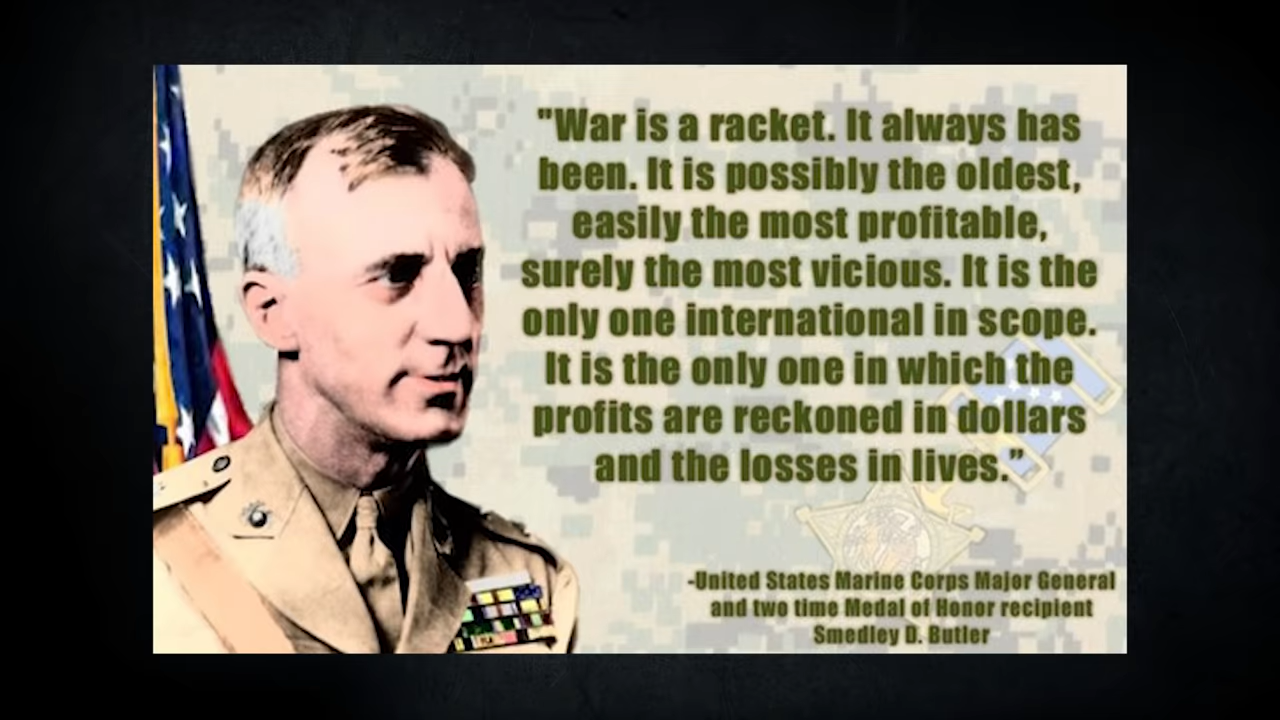 "War is a racket. It always has
been. It is possibly the oldest,
easily the most profitable,
surely the most vicious. It is the
only one international in scope.
It is the only one in which the
profits are reckoned in dollars
and the losses in lives.”
-United States Marine Corps Major General
and two time Medal of Honor recipient
Smedley D. Butler